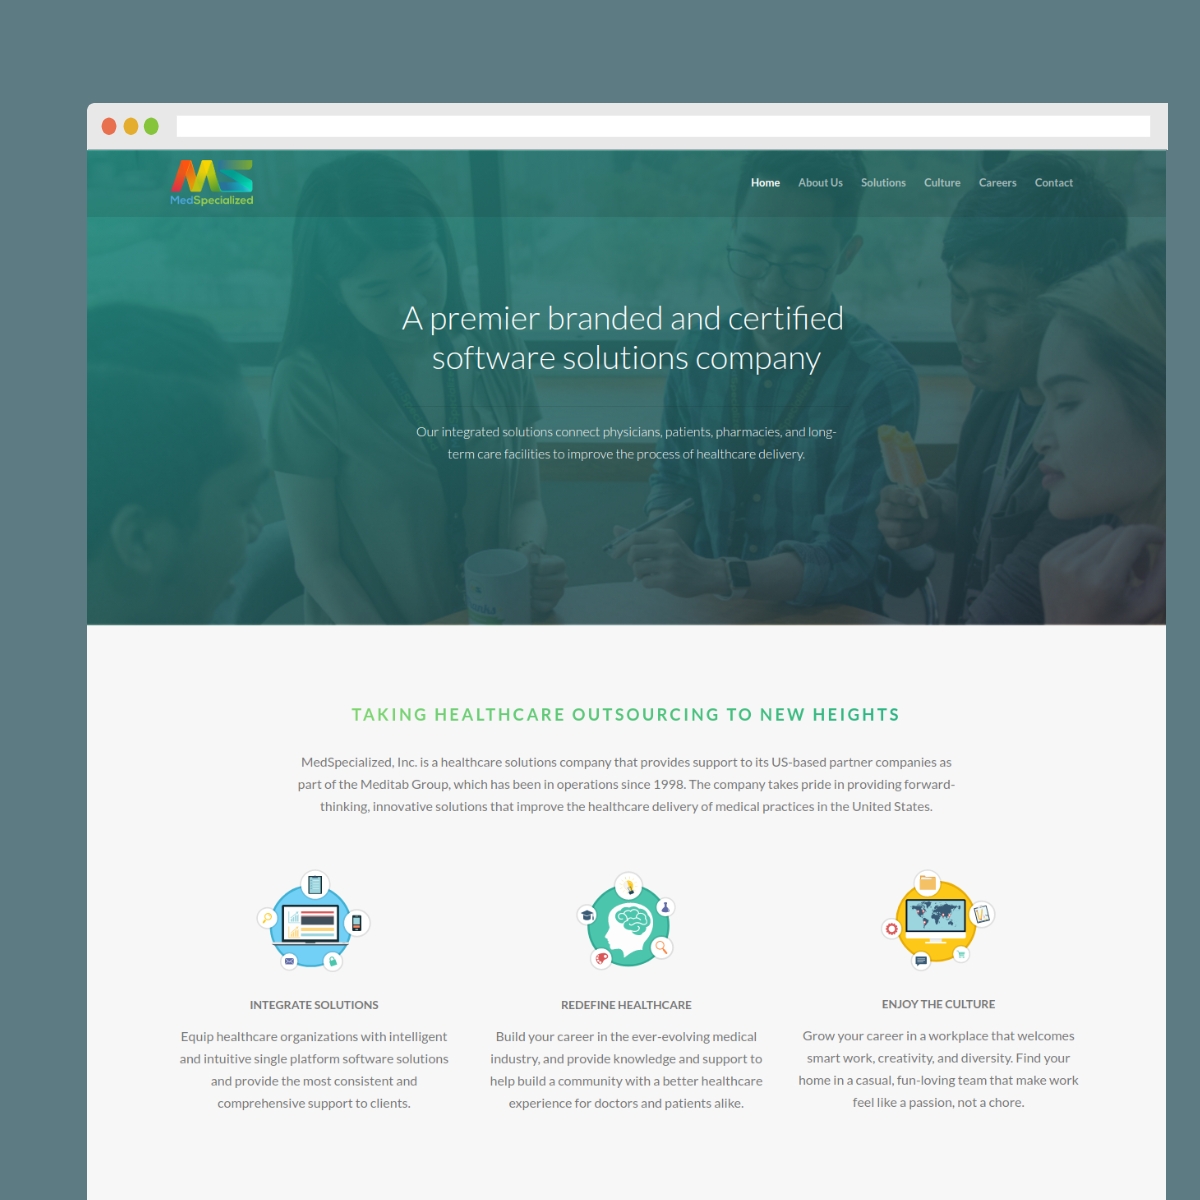 MS
MedSpecialized
Home About Us Solutions Culture Careers Contact
A premier branded and certified
software solutions company
Our integrated solutions connect physicians, patients, pharmacies, and long-
term care facilities to improve the process of healthcare delivery.
TAKING HEALTHCARE OUTSOURCING TO NEW HEIGHTS
MedSpecialized, Inc. is a healthcare solutions company that provides support to its US-based partner companies as
part of the Meditab Group, which has been in operations since 1998. The company takes pride in providing forward-
thinking, innovative solutions that improve the healthcare delivery of medical practices in the United States.
INTEGRATE SOLUTIONS
Equip healthcare organizations with intelligent
and intuitive single platform software solutions
and provide the most consistent and
comprehensive support to clients.
REDEFINE HEALTHCARE
Build your career in the ever-evolving medical
industry, and provide knowledge and support to
help build a community with a better healthcare
experience for doctors and patients alike.
ENJOY THE CULTURE
Grow your career in a workplace that welcomes
smart work, creativity, and diversity. Find your
home in a casual, fun-loving team that make work
feel like a passion, not a chore.